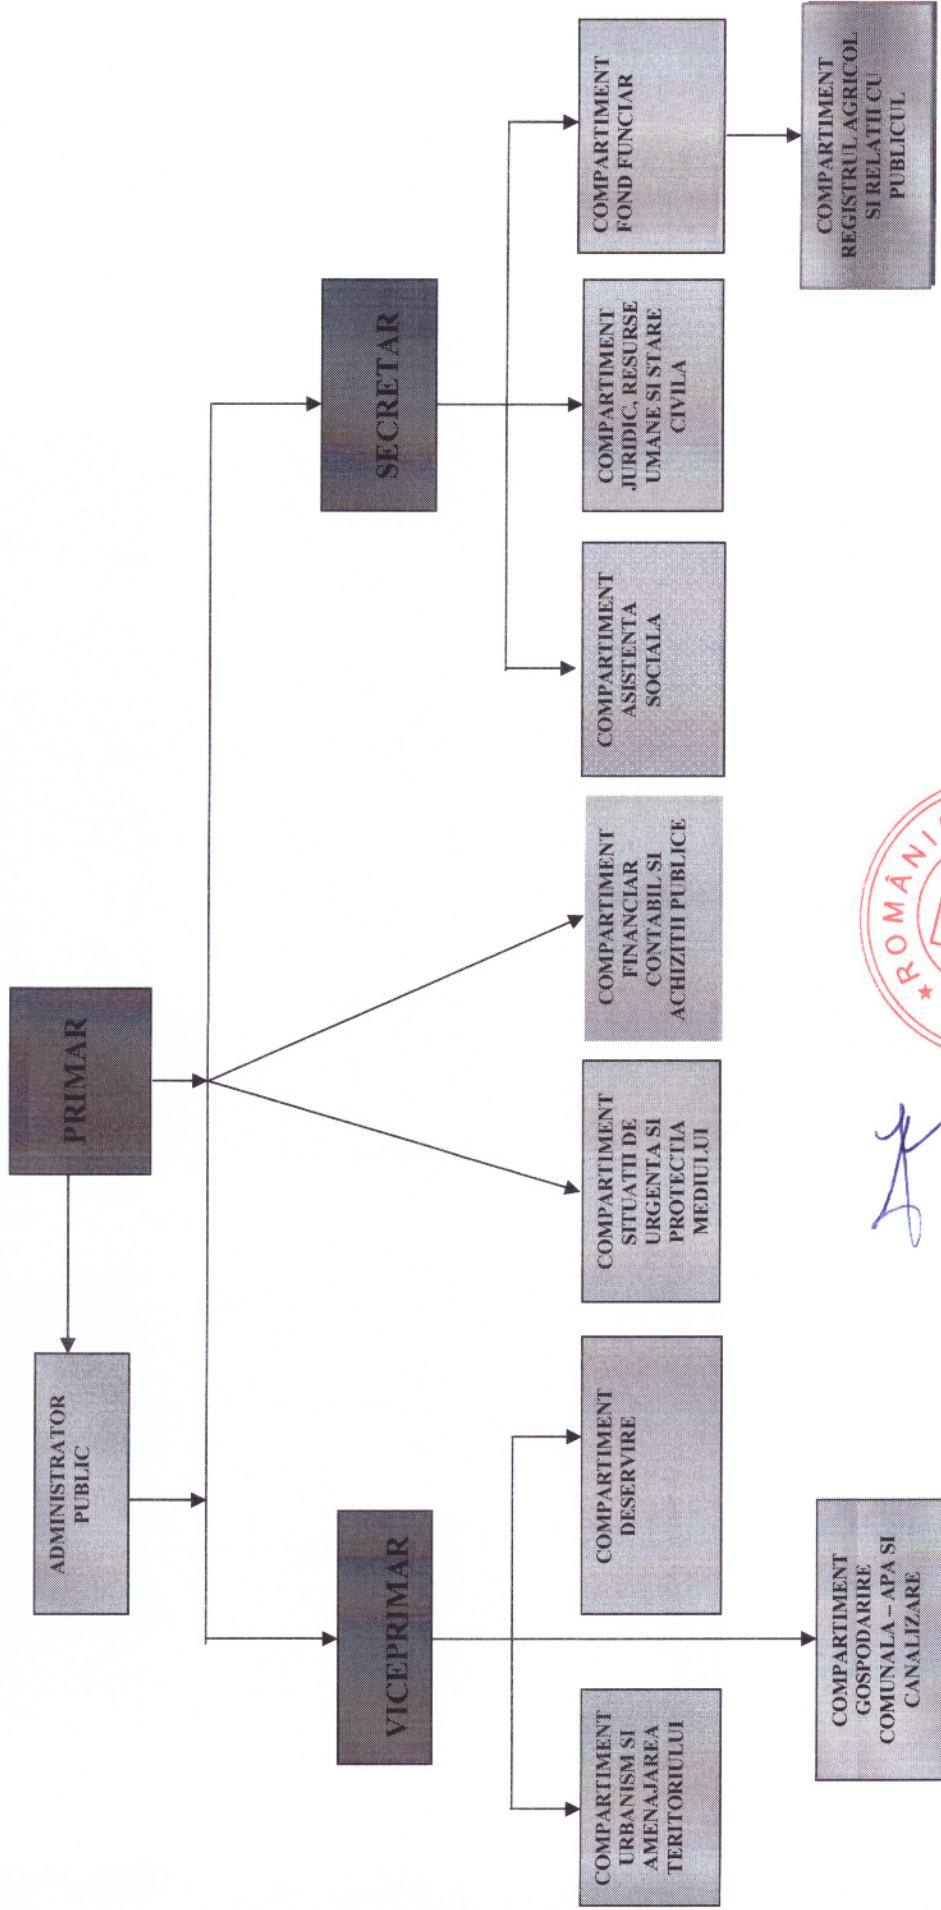 PRIMAR
ADMINISTRATOR
PUBLIC
VICEPRIMAR
SECRETAR
COMPARTIMENT
URBANISM SI
AMENAJAREA
TERITORIULUI
COMPARTIMENT
DESERVIRE
COMPARTIMENT
SITUATII DE
URGENTA SI
PROTECTIA
MEDIULUI
COMPARTIMENT
FINANCIAR
CONTABIL SI
ACHIZITII PUBLICE
COMPARTIMENT
ASISTENTA
SOCIALA
COMPARTIMENT
JURIDIC, RESURSE
UMANE SI STARE
CIVILA
COMPARTIMENT
FOND FUNCIAR
COMPARTIMENT
GOSPODARIRE
COMUNALA – APA SI
CANALIZARE
COMPARTIMENT
REGISTRUL AGRICOL
SI RELATII CU
PUBLICUL
★ ROMÂNI